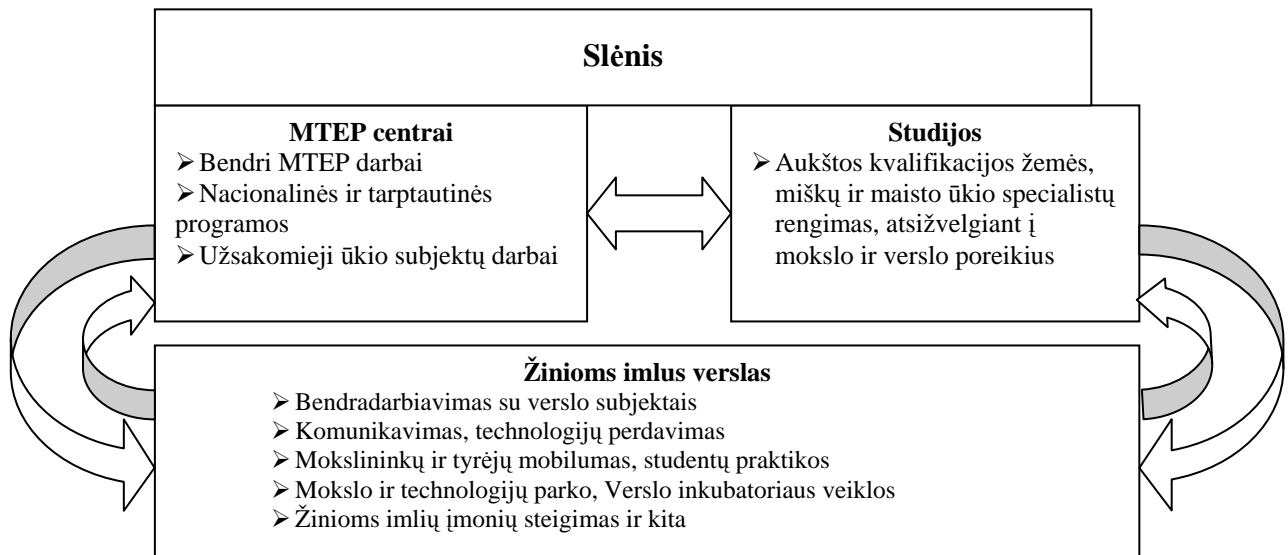 Slėnis
MTEP centrai
➢ Bendri MTEP darbai
➢ Nacionalinės ir tarptautinės
programos
➢ Užsakomieji ūkio subjektų darbai
Studijos
➢ Aukštos kvalifikacijos žemės,
miškų ir maisto ūkio specialistų
rengimas, atsižvelgiant į
mokslo ir verslo poreikius
Žinioms imlus verslas
➢ Bendradarbiavimas su verslo subjektais
➢ Komunikavimas, technologijų perdavimas
➢ Mokslininkų ir tyrėjų mobilumas, studentų praktikos
➢ Mokslo ir technologijų parko, Verslo inkubatoriaus veiklos
➢ Žinioms imlių įmonių steigimas ir kita